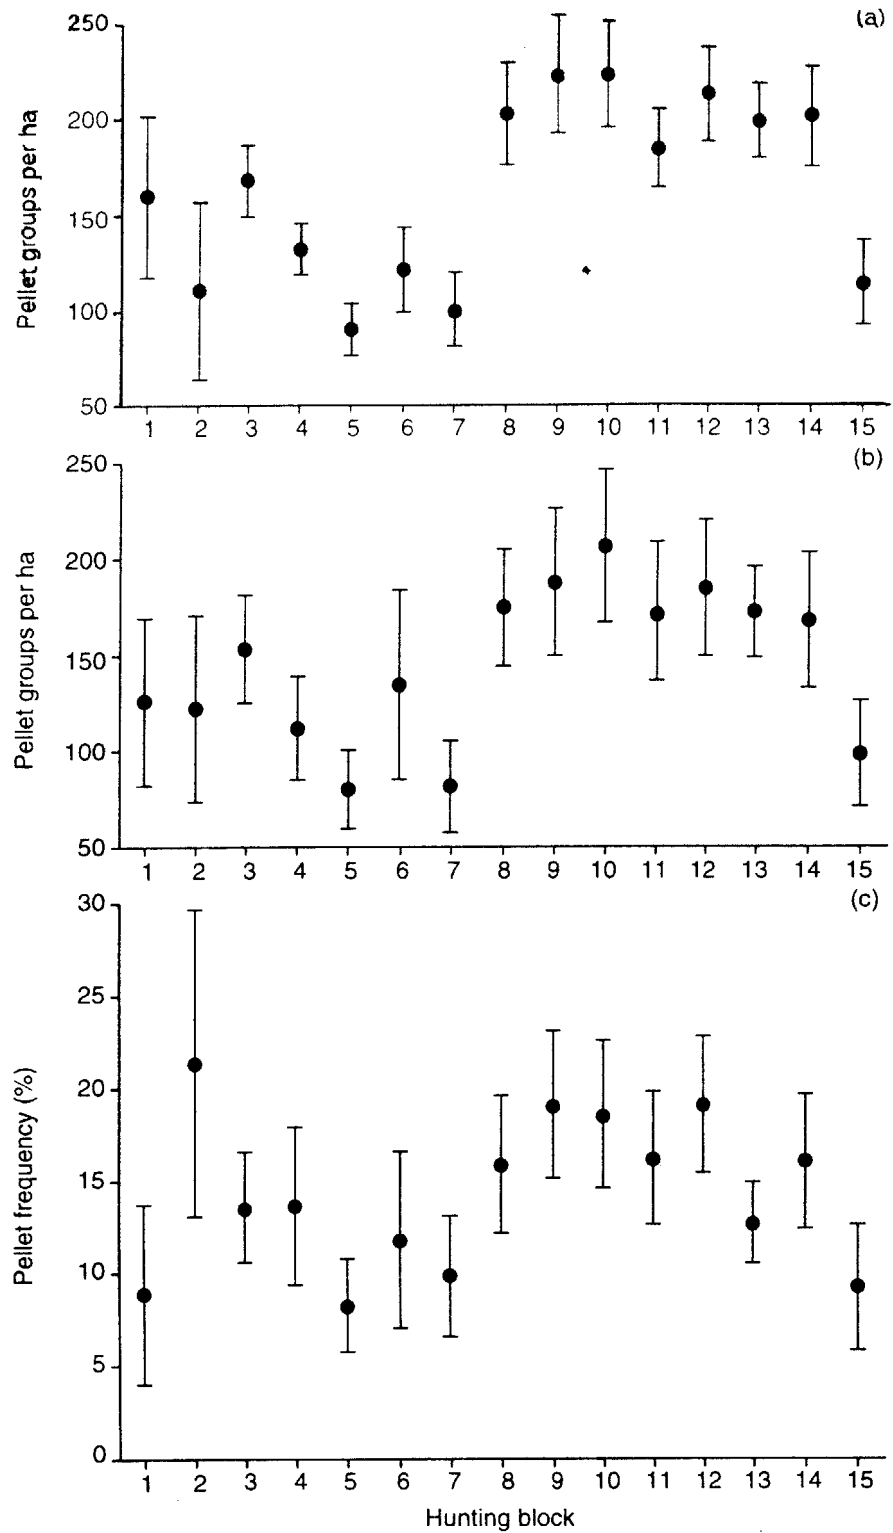 (a)
250
200
150
100
50
Pellet groups per ha
1 2 3 4 5 6 7 8 9 10 11 12 13 14 15
(b)
250
200
150
100
50
Pellet groups per ha
1 2 3 4 5 6 7 8 9 10 11 12 13 14 15
(c)
30
25
20
15
10
5
0
Pellet frequency (%)
1 2 3 4 5 6 7 8 9 10 11 12 13 14 15
Hunting block